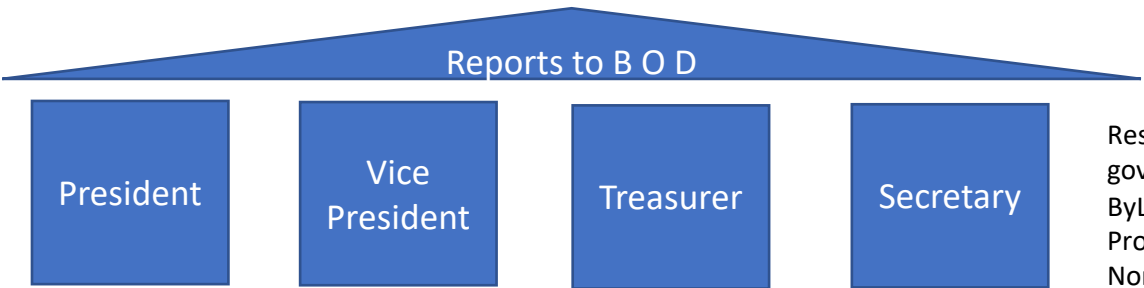 Reports to B O D
President
Vice
President
Treasurer
Secretary